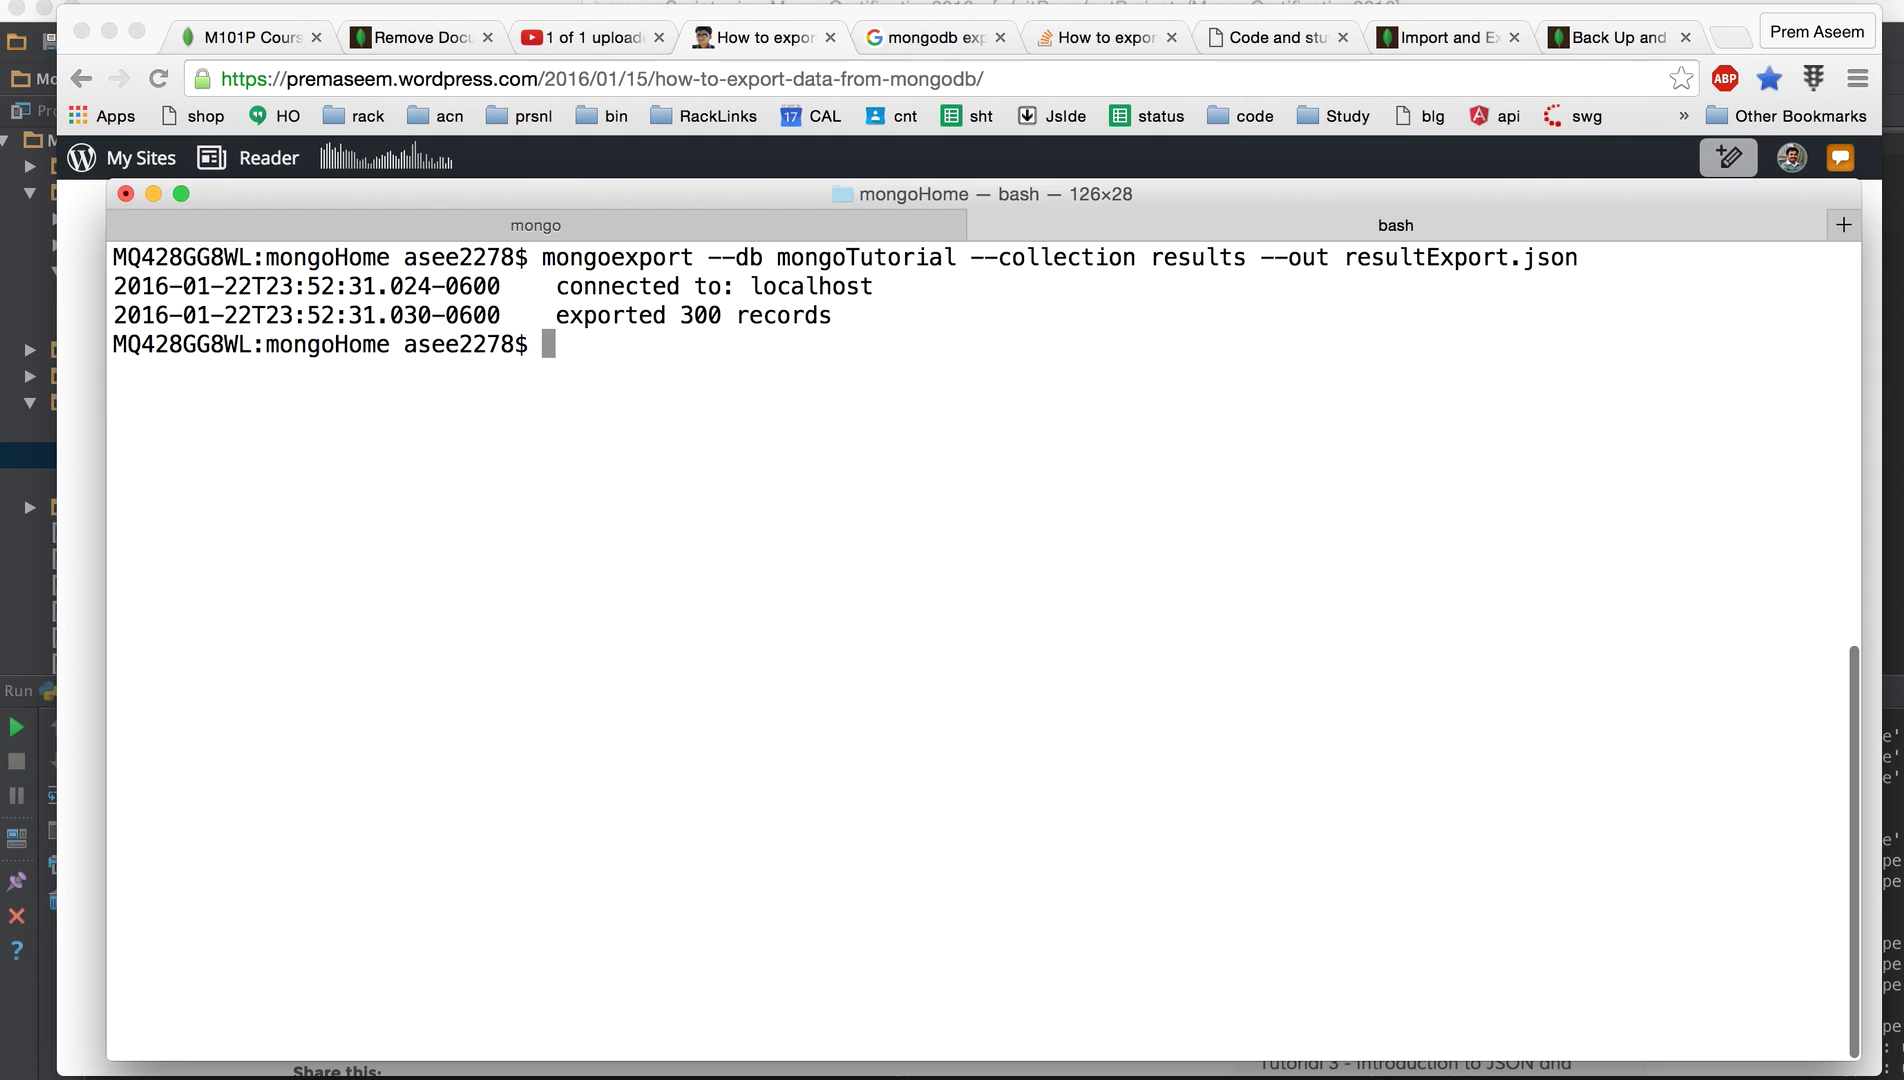 M101P Cours
Remove Docu
1 of 1 upload
How to expor
mongodb exp
How to expor
Code and stu
Import and Ex
Back Up and
Prem Aseem
https://premaseem.wordpress.com/2016/01/15/how-to-export-data-from-mongodb/
ABP
Apps shop HO rack acn prsnl bin RackLinks 17 CAL cnt sht JsIde status code Study blg api swg » Other Bookmarks
My Sites Reader
mongoHome — bash — 126×28
mongo
bash
MQ428GG8WL:mongoHome asee2278$ mongoexport --db mongoTutorial --collection results --out resultExport.json
2016-01-22T23:52:31.024-0600 connected to: localhost
2016-01-22T23:52:31.030-0600 exported 300 records
MQ428GG8WL:mongoHome asee2278$
Run
Share this:
Tutorial 3 - Introduction to JSON and